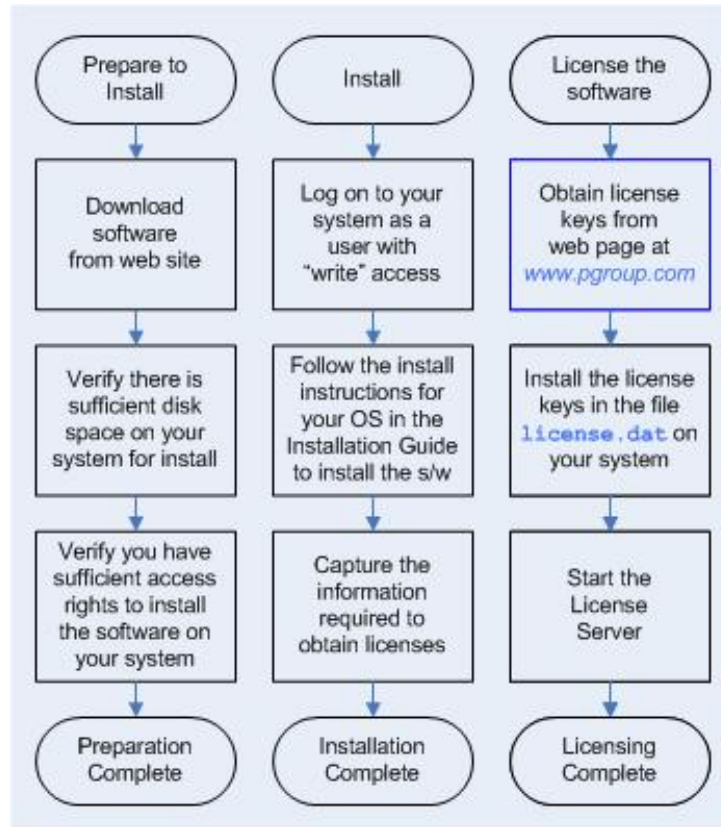 Prepare to
Install
Download
software
from web site
Verify there is
sufficient disk
space on your
system for install
Verify you have
sufficient access
rights to install
the software on
your system
Preparation
Complete
Install
Log on to your
system as a
user with
“write” access
Follow the install
instructions for
your OS in the
Installation Guide
to install the s/w
Capture the
information
required to
obtain licenses
Installation
Complete
License the
software
Obtain license
keys from
web page at
www.pgroup.com
Install the license
keys in the file
license.dat on
your system
Start the
License
Server
Licensing
Complete